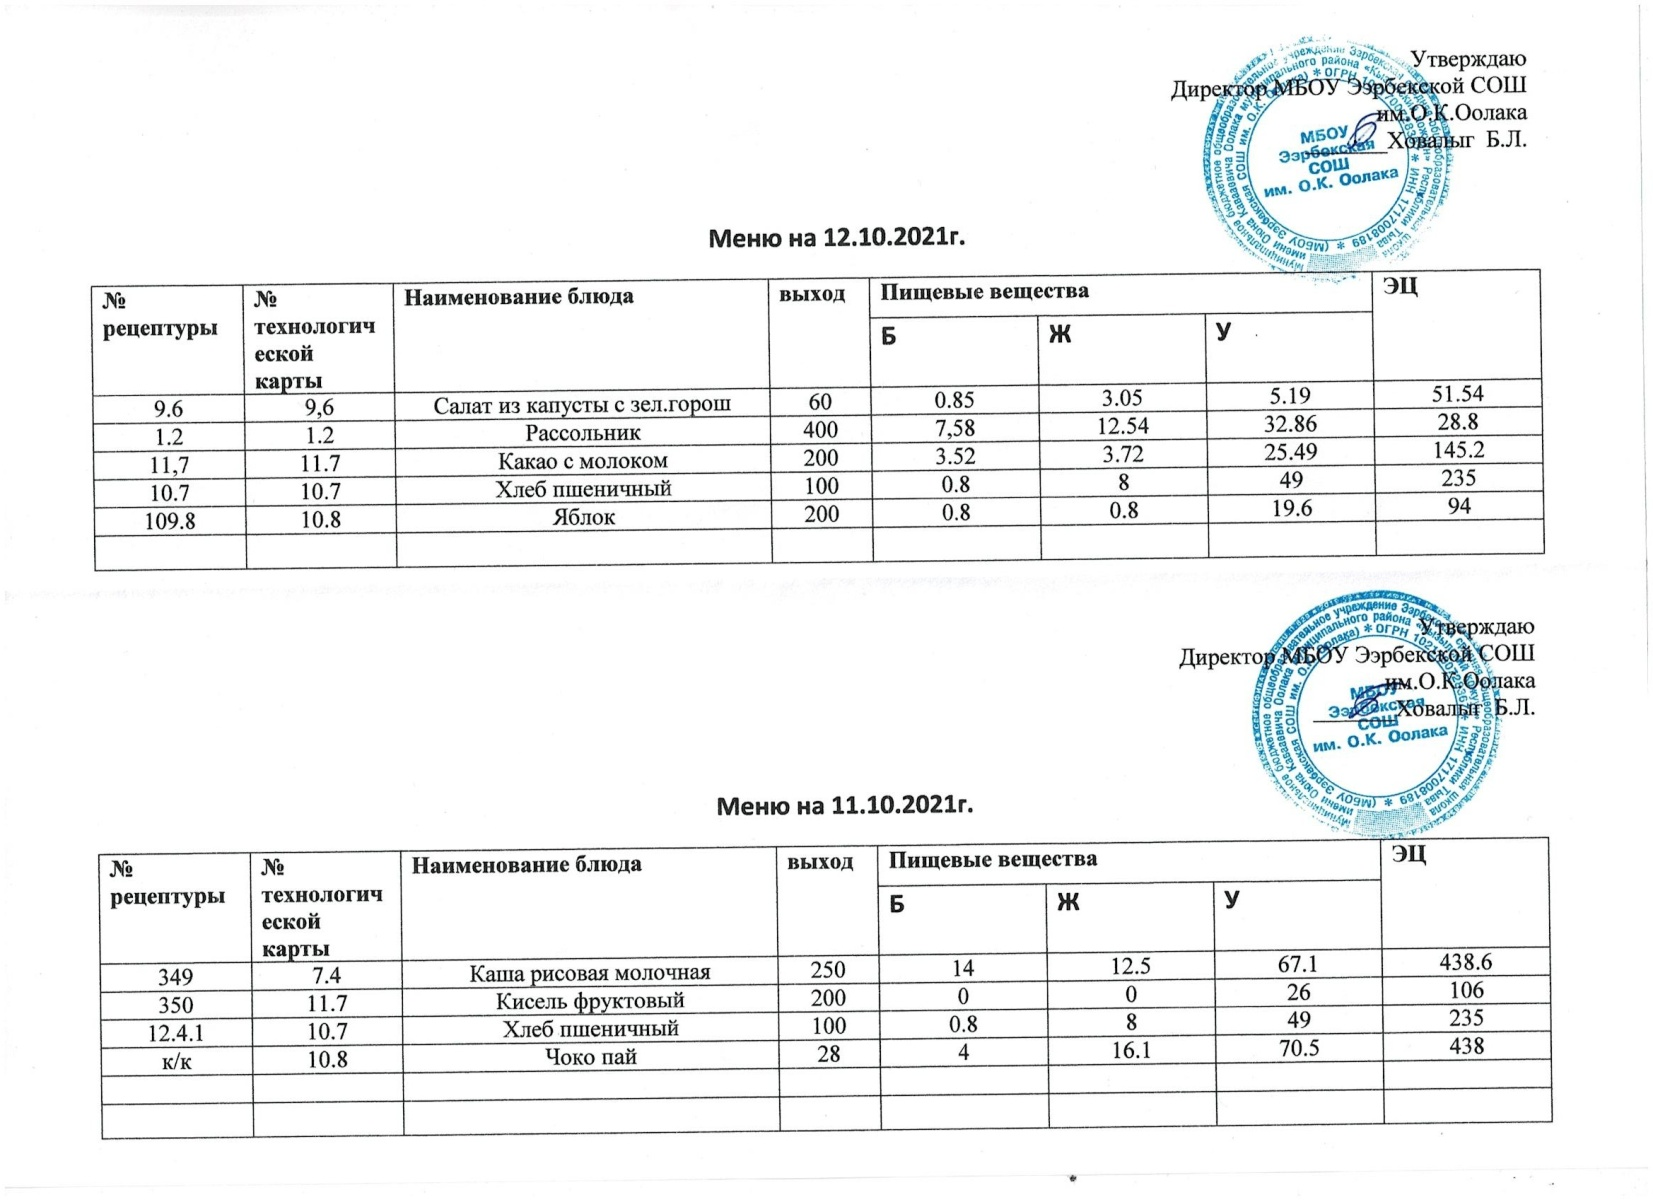 Утверждаю
Директор МБОУ Ээрбекской СОШ
им.О.К.Оолака
________Ховалыг Б.Л.
МБОУ
Ээрбекская
СОШ
им. О.К. Оолака
Меню на 12.10.2021г.
№ рецептуры № технологической карты Наименование блюда выход Пищевые вещества ЭЦ
Б Ж У
9.6 9,6 Салат из капусты с зел.горош 60 0.85 3.05 5.19 51.54
1.2 1.2 Рассольник 400 7,58 12.54 32.86 28.8
11,7 11.7 Какао с молоком 200 3.52 3.72 25.49 145.2
10.7 10.7 Хлеб пшеничный 100 0.8 8 49 235
109.8 10.8 Яблок 200 0.8 0.8 19.6 94
Утверждаю
Директор МБОУ Ээрбекской СОШ
им.О.К.Оолака
________Ховалыг Б.Л.
МБОУ
Ээрбекская
СОШ
им. О.К. Оолака
Меню на 11.10.2021г.
№ рецептуры № технологической карты Наименование блюда выход Пищевые вещества ЭЦ
Б Ж У
349 7.4 Каша рисовая молочная 250 14 12.5 67.1 438.6
350 11.7 Кисель фруктовый 200 0 0 26 106
12.4.1 10.7 Хлеб пшеничный 100 0.8 8 49 235
к/к 10.8 Чоко пай 28 4 16.1 70.5 438